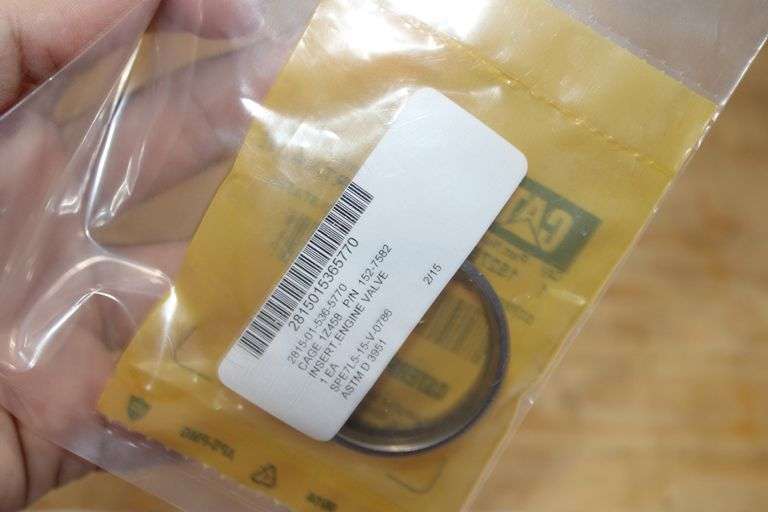 2815015365770
2815-01-536-5770
CAGE 1Z458 P/N 152-7582
INSERT,ENGINE VALVE
1 EA
SPE7L5-15-V-0786
ASTM D 3951
2/15
CAT